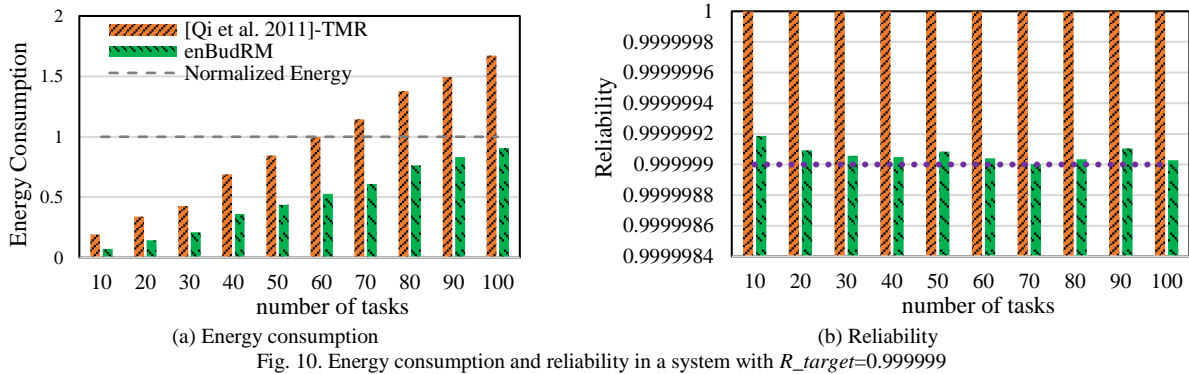 2
1.5
1
0.5
0
Energy Consumption
[Qi et al. 2011]-TMR
enBudRM
Normalized Energy
10 20 30 40 50 60 70 80 90 100
number of tasks
(a) Energy consumption
1
0.9999998
0.9999996
0.9999994
0.9999992
0.999999
0.9999988
0.9999986
0.9999984
Reliability
10 20 30 40 50 60 70 80 90 100
number of tasks
(b) Reliability
Fig. 10. Energy consumption and reliability in a system with R_target=0.999999